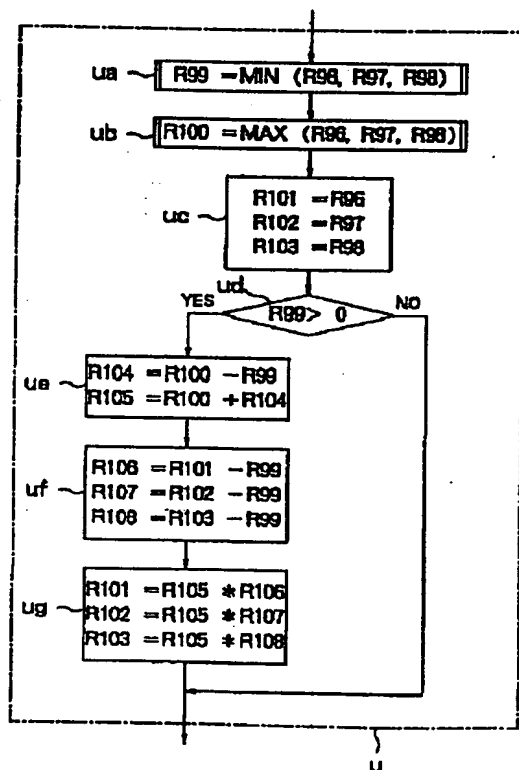 ua R99 =MIN (R96, R97, R98)
ub R100 =MAX (R96, R97, R98)
uc
R101 =R96
R102 =R97
R103 =R98
ud
YES R99> 0 NO
ue
R104 =R100 -R99
R105 =R100 +R104
uf
R106 =R101 -R99
R107 =R102 -R99
R108 =R103 -R99
ug
R101 =R105 *R106
R102 =R105 *R107
R103 =R105 *R108
u